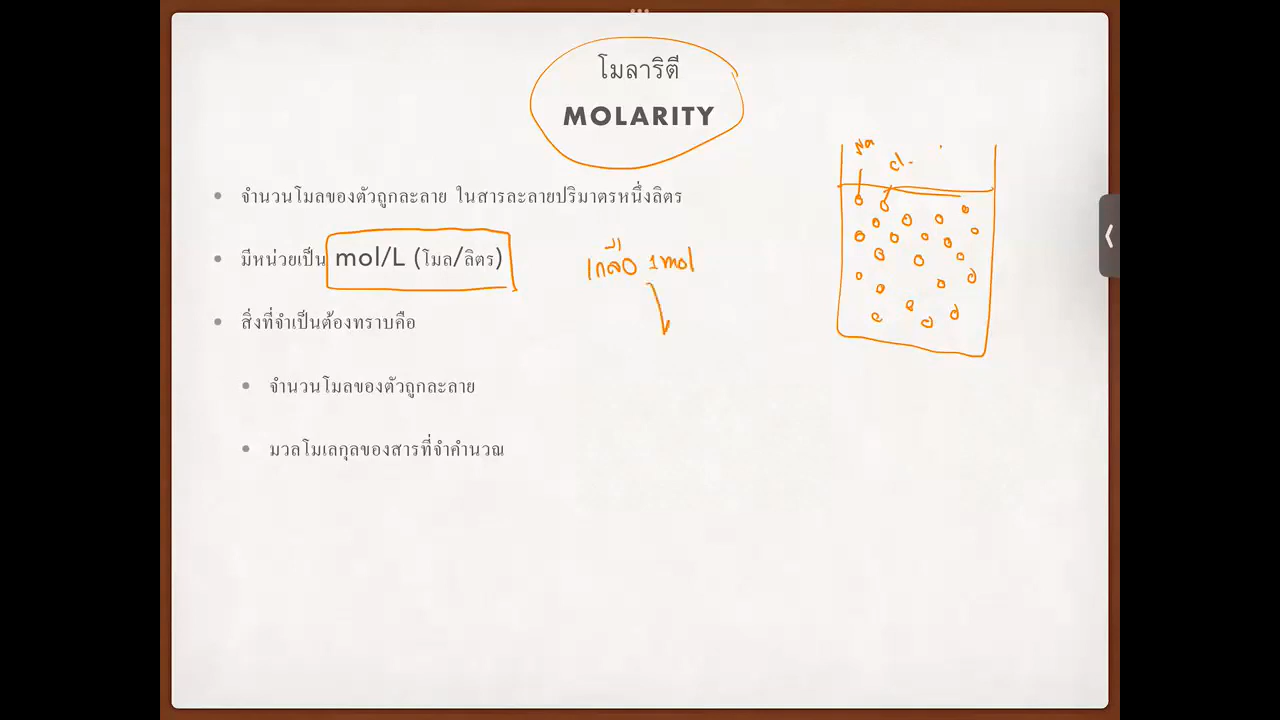 โมลาริตี
MOLARITY
จำนวนโมลของตัวถูกละลาย ในสารละลายปริมาตรหนึ่งลิตร
มีหน่วยเป็น mol/L (โมล/ลิตร)
เกลือ 1 mol
สิ่งที่จำเป็นต้องทราบคือ
จำนวนโมลของตัวถูกละลาย
มวลโมเลกุลของสารที่จำคำนวณ
Cl-